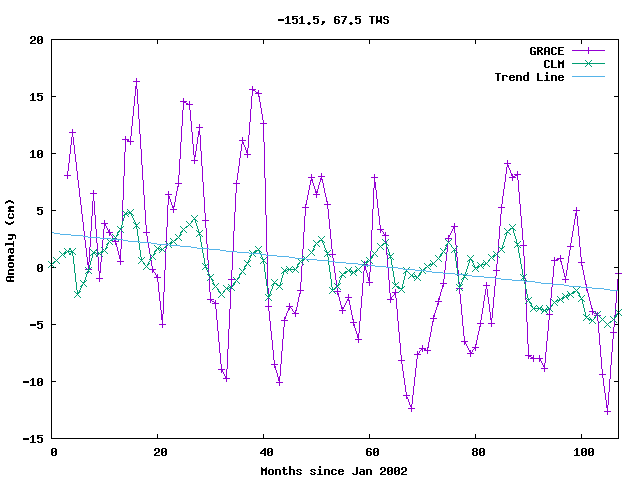 -151.5, 67.5 TWS
GRACE
CLM
Trend Line
20
15
10
5
0
-5
-10
-15
Anomaly (cm)
0 20 40 60 80 100
Months since Jan 2002